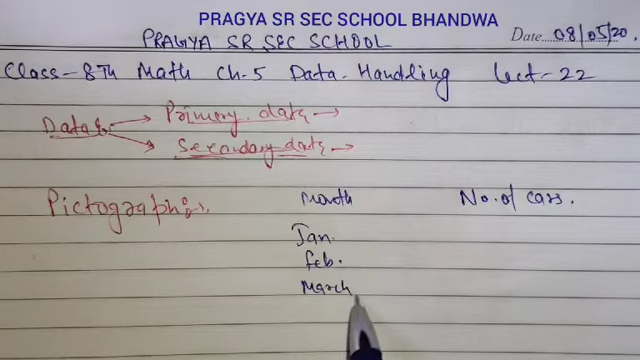 PRAGYA SR SEC SCHOOL BHANDWA
PRAGYA SR SEC SCHOOL Date...08/05/20.
Class-8Th Math Ch-5 Data-Handling Lect-22
Data:- → Primary data →
→ Secondary data →
Pictograph:- Month No. of cars.
Jan.
feb.
March